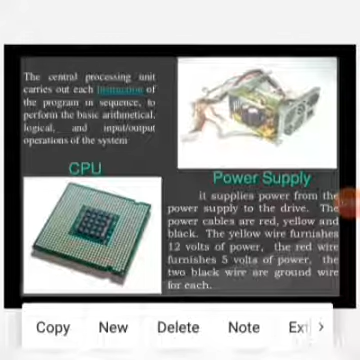 The central processing unit
carries out each Instruction of
the program in sequence, to
perform the basic arithmetical,
logical, and input/output
operations of the system
CPU
Power Supply
it supplies power from the
power supply to the drive. The
power cables are red, yellow and
black. The yellow wire furnishes
12 volts of power, the red wire
furnishes 5 volts of power, the
two black wire are ground wire
for each.
Copy New Delete Note Ext